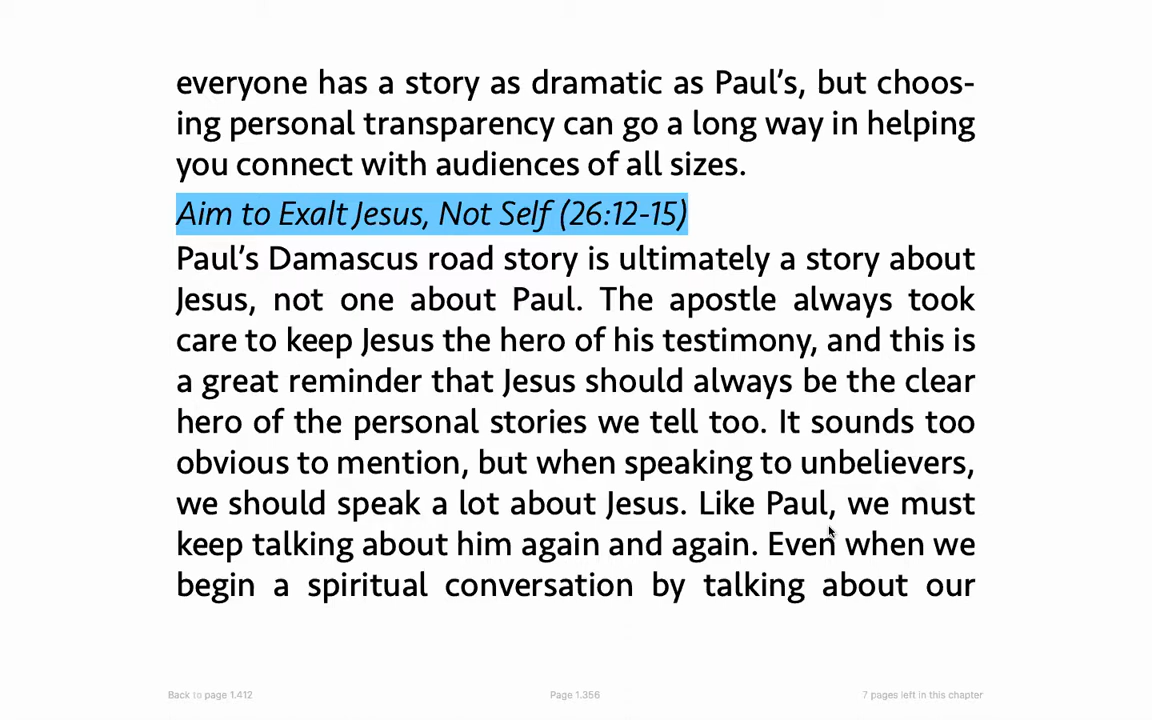 everyone has a story as dramatic as Paul’s, but choos-
ing personal transparency can go a long way in helping
you connect with audiences of all sizes.
Aim to Exalt Jesus, Not Self (26:12-15)
Paul’s Damascus road story is ultimately a story about
Jesus, not one about Paul. The apostle always took
care to keep Jesus the hero of his testimony, and this is
a great reminder that Jesus should always be the clear
hero of the personal stories we tell too. It sounds too
obvious to mention, but when speaking to unbelievers,
we should speak a lot about Jesus. Like Paul, we must
keep talking about him again and again. Even when we
begin a spiritual conversation by talking about our
Back to page 1.412
Page 1.356
7 pages left in this chapter